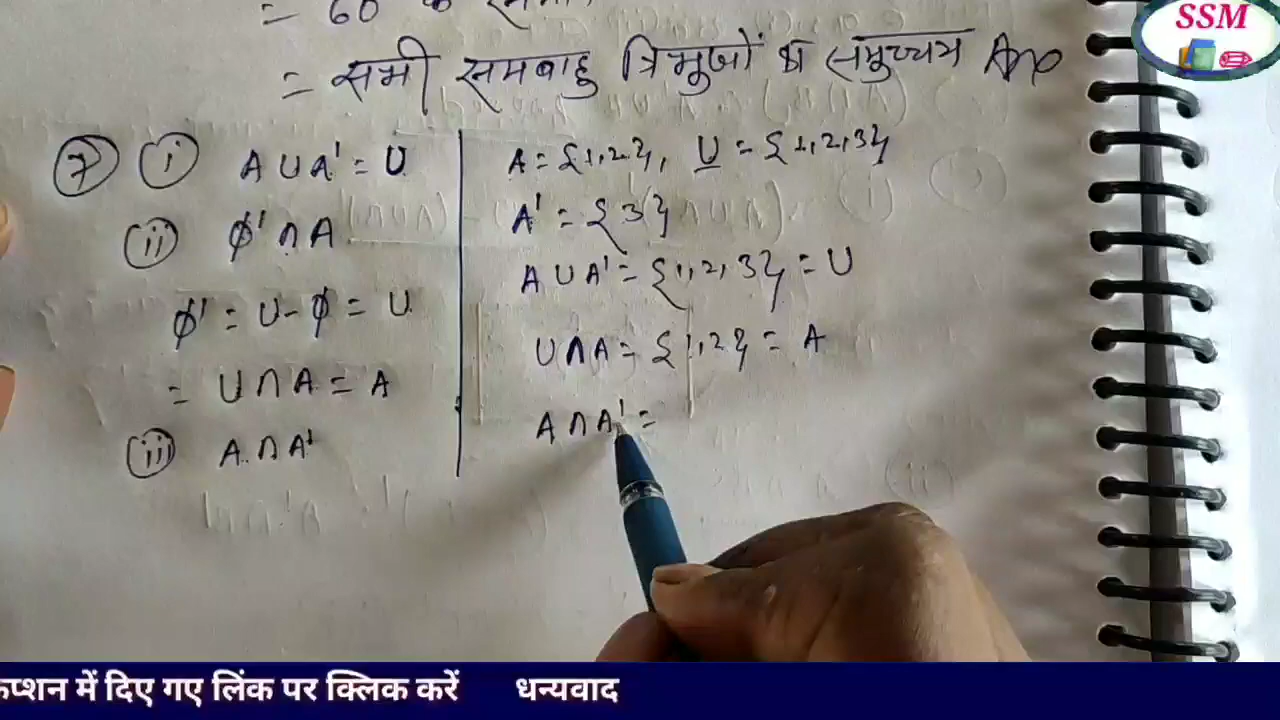 = 60
= सभी समबाहु त्रिभुजों का समुच्चय Ans
SSM
7 (i) A ∪ A' = U
(ii) φ' ∩ A
φ' = U - φ = U
= U ∩ A = A
(iii) A ∩ A'
A = {1,2}, U = {1,2,3}
A' = {3}
A ∪ A' = {1,2,3} = U
U ∩ A = {1,2} = A
A ∩ A' =
प्शन में दिए गए लिंक पर क्लिक करें धन्यवाद